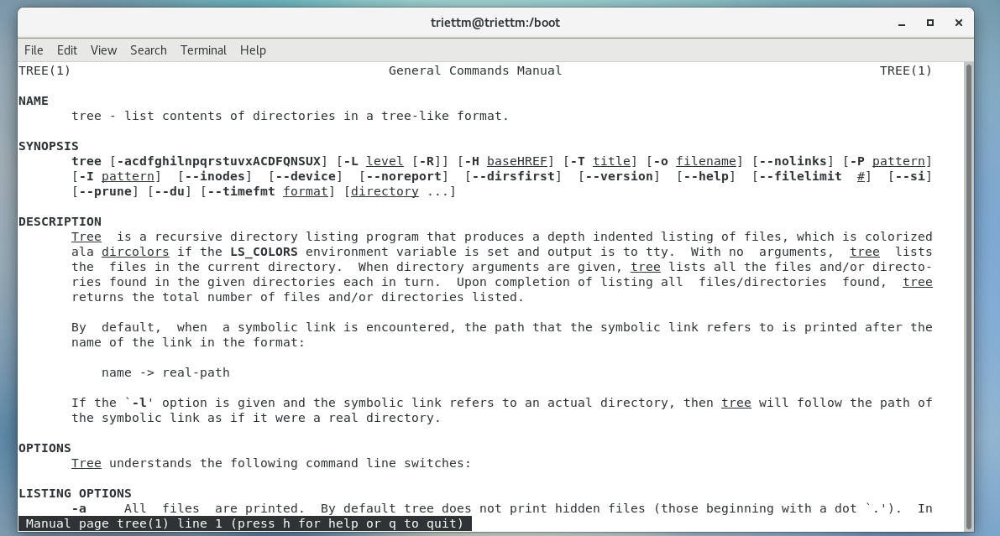 triettm@triettm:/boot
File Edit View Search Terminal Help
TREE(1) General Commands Manual TREE(1)
NAME
tree - list contents of directories in a tree-like format.
SYNOPSIS
tree [-acdfghilnpqrstuvxACDFQNSUX] [-L level [-R]] [-H baseHREF] [-T title] [-o filename] [--nolinks] [-P pattern]
[-I pattern] [--inodes] [--device] [--noreport] [--dirsfirst] [--version] [--help] [--filelimit #] [--si]
[--prune] [--du] [--timefmt format] [directory ...]
DESCRIPTION
Tree is a recursive directory listing program that produces a depth indented listing of files, which is colorized
ala dircolors if the LS_COLORS environment variable is set and output is to tty. With no arguments, tree lists
the files in the current directory. When directory arguments are given, tree lists all the files and/or directo-
ries found in the given directories each in turn. Upon completion of listing all files/directories found, tree
returns the total number of files and/or directories listed.
By default, when a symbolic link is encountered, the path that the symbolic link refers to is printed after the
name of the link in the format:
name -> real-path
If the `-l' option is given and the symbolic link refers to an actual directory, then tree will follow the path of
the symbolic link as if it were a real directory.
OPTIONS
Tree understands the following command line switches:
LISTING OPTIONS
-a All files are printed. By default tree does not print hidden files (those beginning with a dot `.'). In
Manual page tree(1) line 1 (press h for help or q to quit)